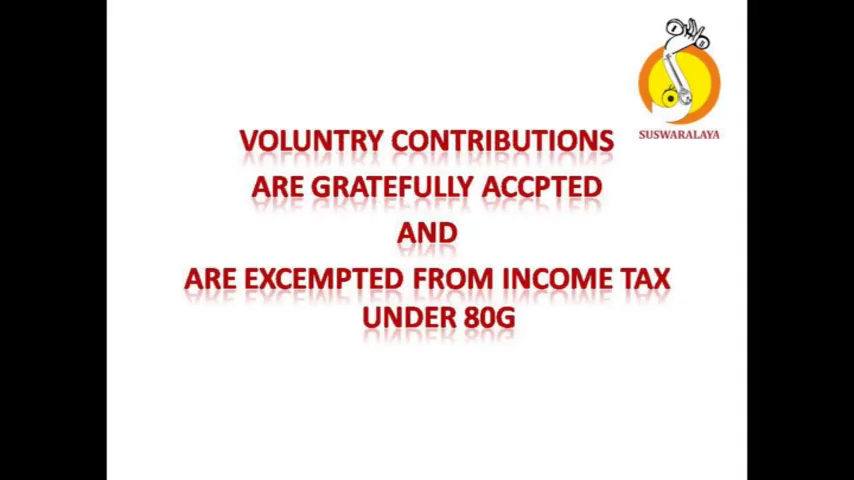 SUSWARALAYA
VOLUNTRY CONTRIBUTIONS
ARE GRATEFULLY ACCPTED
AND
ARE EXCEMPTED FROM INCOME TAX
UNDER 80G